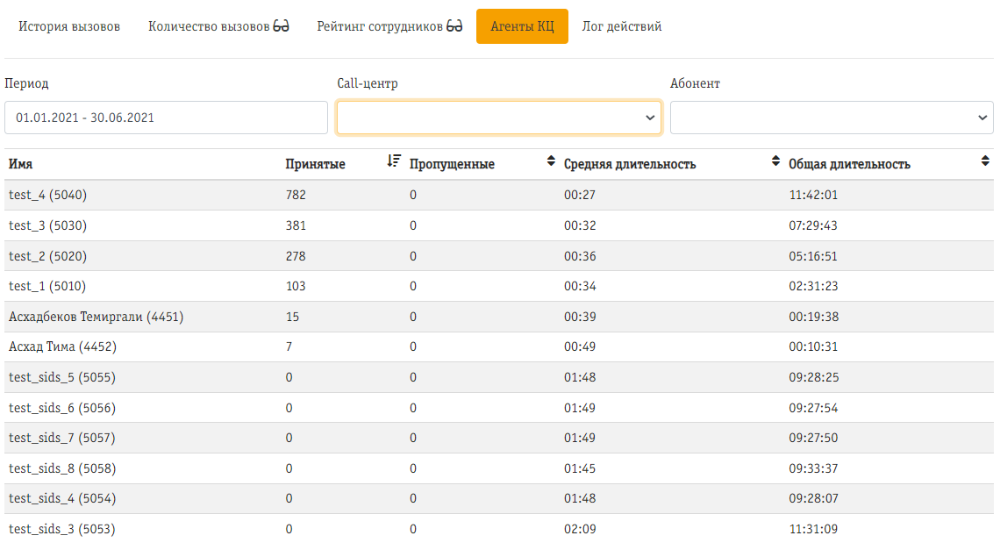 История вызовов Количество вызовов Рейтинг сотрудников Агенты КЦ Лог действий
Период Call-центр Абонент
01.01.2021 - 30.06.2021
Имя Принятые Пропущенные Средняя длительность Общая длительность
test_4 (5040) 782 0 00:27 11:42:01
test_3 (5030) 381 0 00:32 07:29:43
test_2 (5020) 278 0 00:36 05:16:51
test_1 (5010) 103 0 00:34 02:31:23
Асхадбеков Темиргали (4451) 15 0 00:39 00:19:38
Асхад Тима (4452) 7 0 00:49 00:10:31
test_sids_5 (5055) 0 0 01:48 09:28:25
test_sids_6 (5056) 0 0 01:49 09:27:54
test_sids_7 (5057) 0 0 01:49 09:27:50
test_sids_8 (5058) 0 0 01:45 09:33:37
test_sids_4 (5054) 0 0 01:48 09:28:07
test_sids_3 (5053) 0 0 02:09 11:31:09